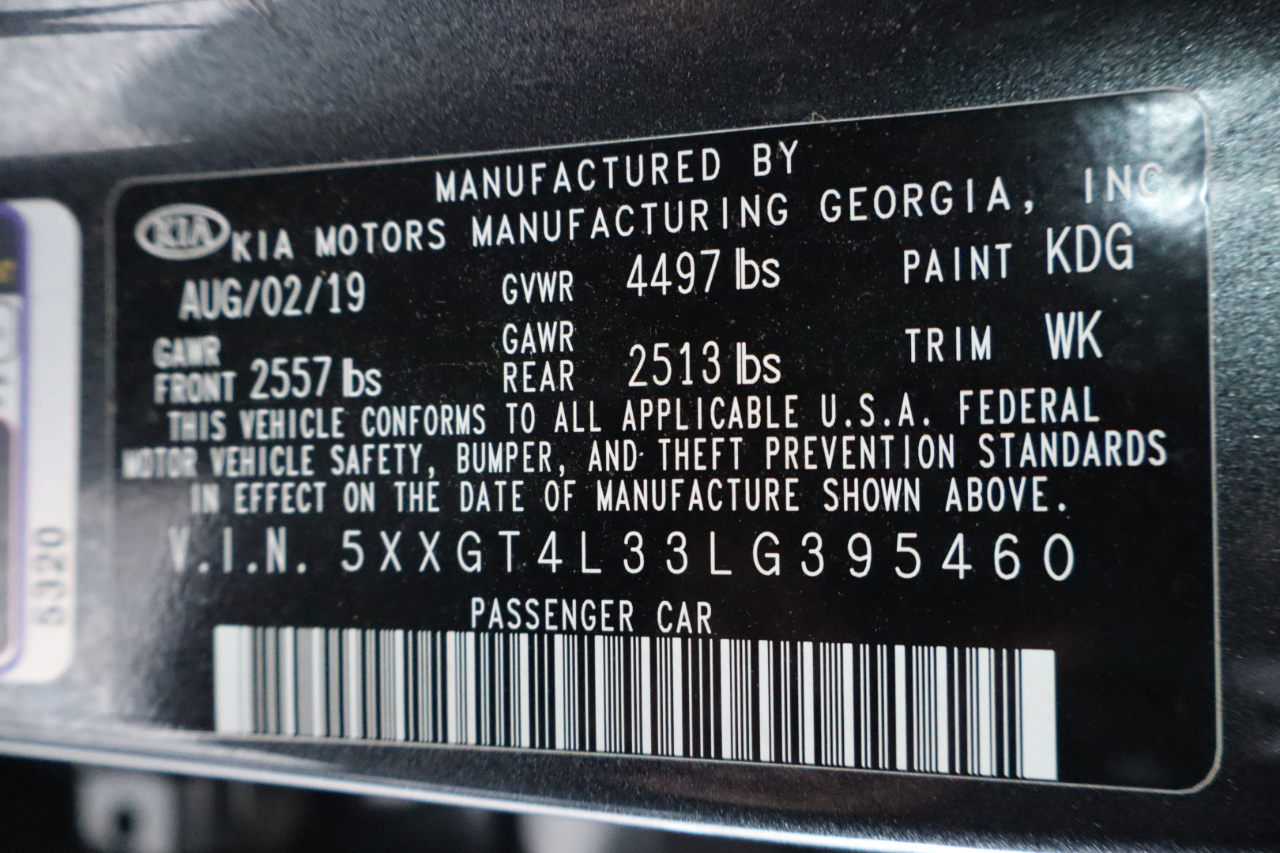 MANUFACTURED BY
KIA KIA MOTORS MANUFACTURING GEORGIA, INC
AUG/02/19 GVWR 4497 lbs PAINT KDG
GAWR FRONT 2557 lbs GAWR REAR 2513 lbs TRIM WK
THIS VEHICLE CONFORMS TO ALL APPLICABLE U.S.A. FEDERAL
MOTOR VEHICLE SAFETY, BUMPER, AND THEFT PREVENTION STANDARDS
IN EFFECT ON THE DATE OF MANUFACTURE SHOWN ABOVE.
V.I.N. 5XXGT4L33LG395460
PASSENGER CAR
5320